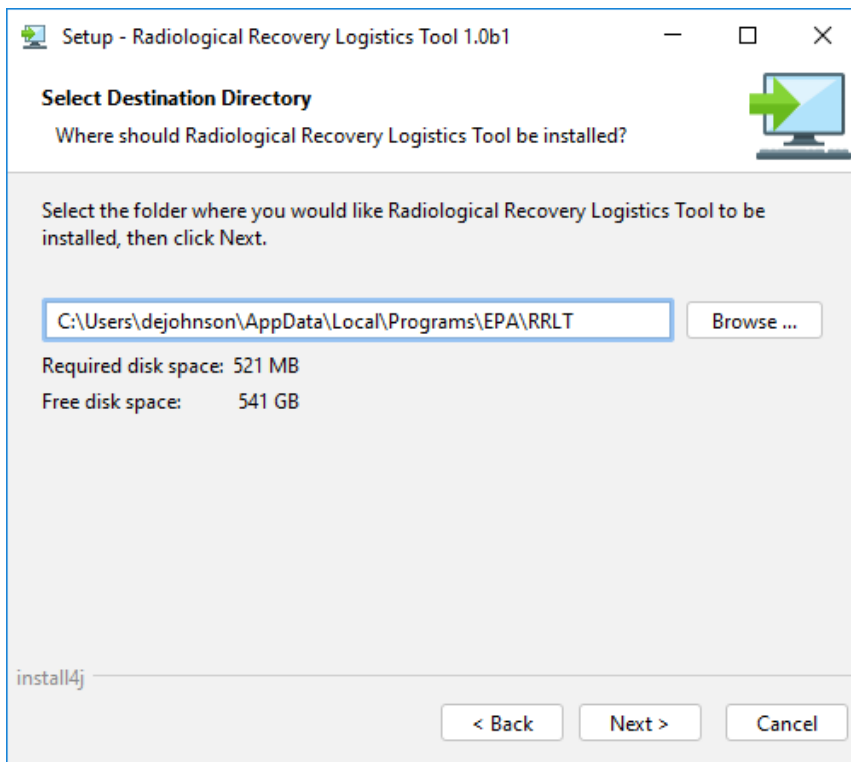 Setup - Radiological Recovery Logistics Tool 1.0b1
Select Destination Directory
Where should Radiological Recovery Logistics Tool be installed?
Select the folder where you would like Radiological Recovery Logistics Tool to be
installed, then click Next.
C:\Users\dejohnson\AppData\Local\Programs\EPA\RRLT
Browse ...
Required disk space: 521 MB
Free disk space: 541 GB
install4j
< Back
Next >
Cancel